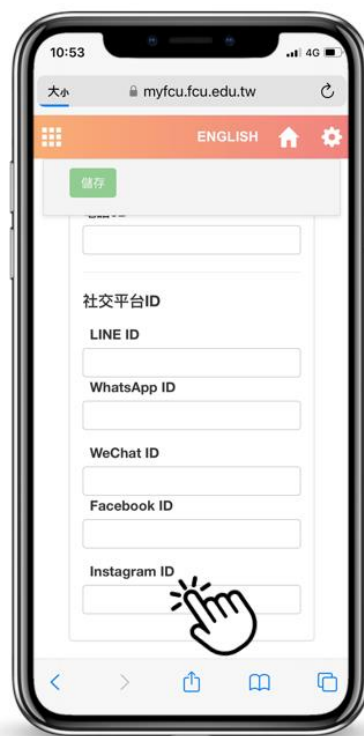 10:53
4G
大小 myfcu.fcu.edu.tw
ENGLISH
儲存
社交平台ID
LINE ID
WhatsApp ID
WeChat ID
Facebook ID
Instagram ID